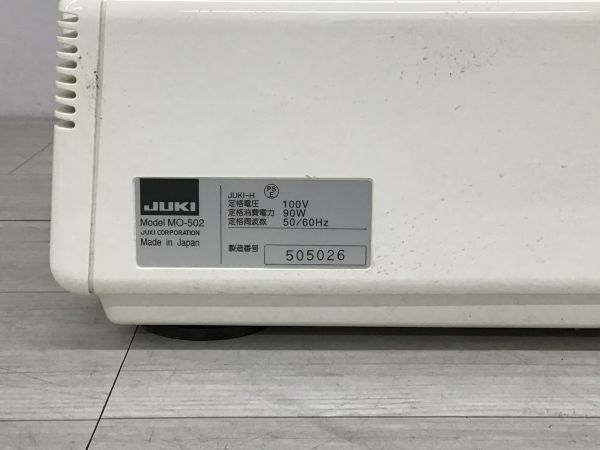 JUKI
Model MO-502
JUKI CORPORATION
Made in Japan
JUKI-H PSE
定格電圧 100V
定格消費電力 90W
定格周波数 50/60Hz
製造番号 505026